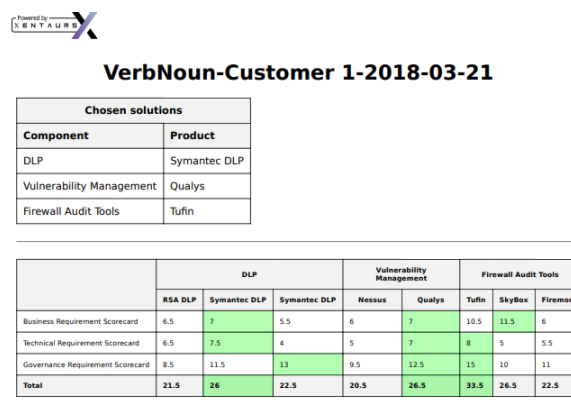 Powered by
XENTAURS
VerbNoun-Customer 1-2018-03-21
Chosen solutions
Component Product
DLP Symantec DLP
Vulnerability Management Qualys
Firewall Audit Tools Tufin
DLP Vulnerability Management Firewall Audit Tools
RSA DLP Symantec DLP Symantec DLP Nessus Qualys Tufin SkyBox Firemon
Business Requirement Scorecard 6.5 7 5.5 6 7 10.5 11.5 6
Technical Requirement Scorecard 6.5 7.5 4 5 7 8 5 5.5
Governance Requirement Scorecard 8.5 11.5 13 9.5 12.5 15 10 11
Total 21.5 26 22.5 20.5 26.5 33.5 26.5 22.5